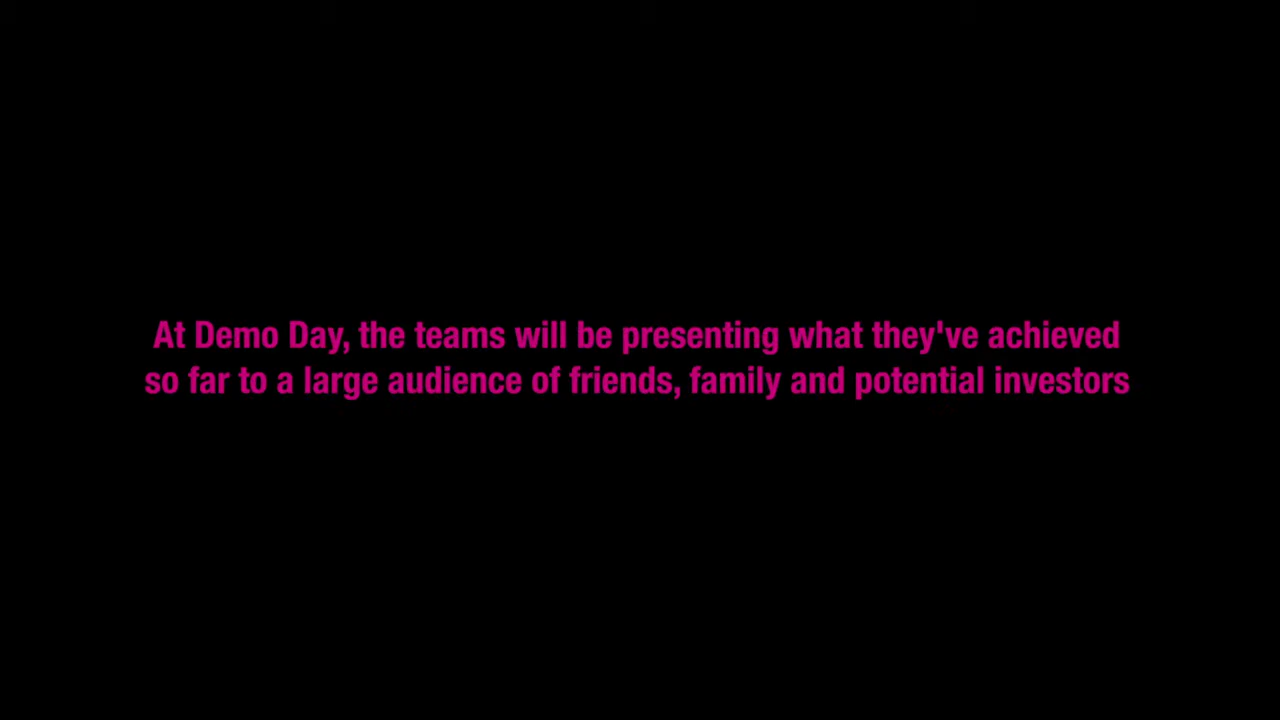 At Demo Day, the teams will be presenting what they've achieved
so far to a large audience of friends, family and potential investors